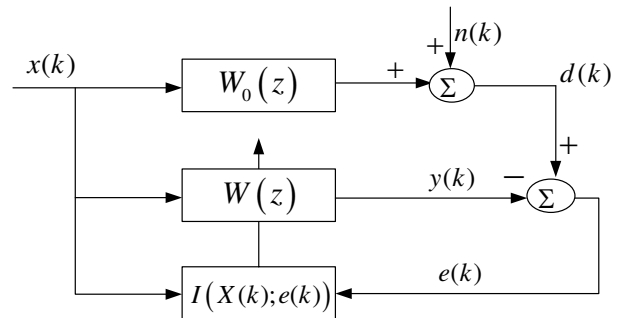 n(k)
+
x(k)
W₀(z)
+
Σ
d(k)
+
W(z)
y(k)
−
Σ
I(X(k);e(k))
e(k)